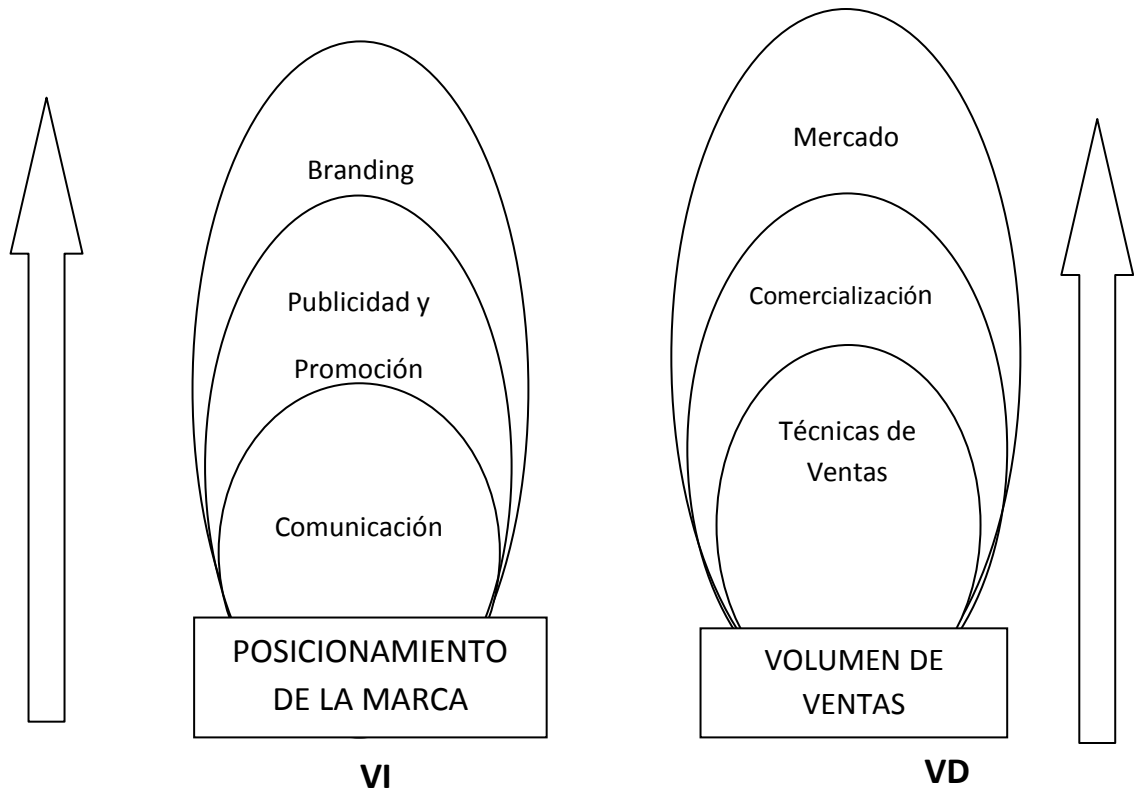 Branding
Publicidad y
Promoción
Comunicación
POSICIONAMIENTO
DE LA MARCA
VI
Mercado
Comercialización
Técnicas de
Ventas
VOLUMEN DE
VENTAS
VD